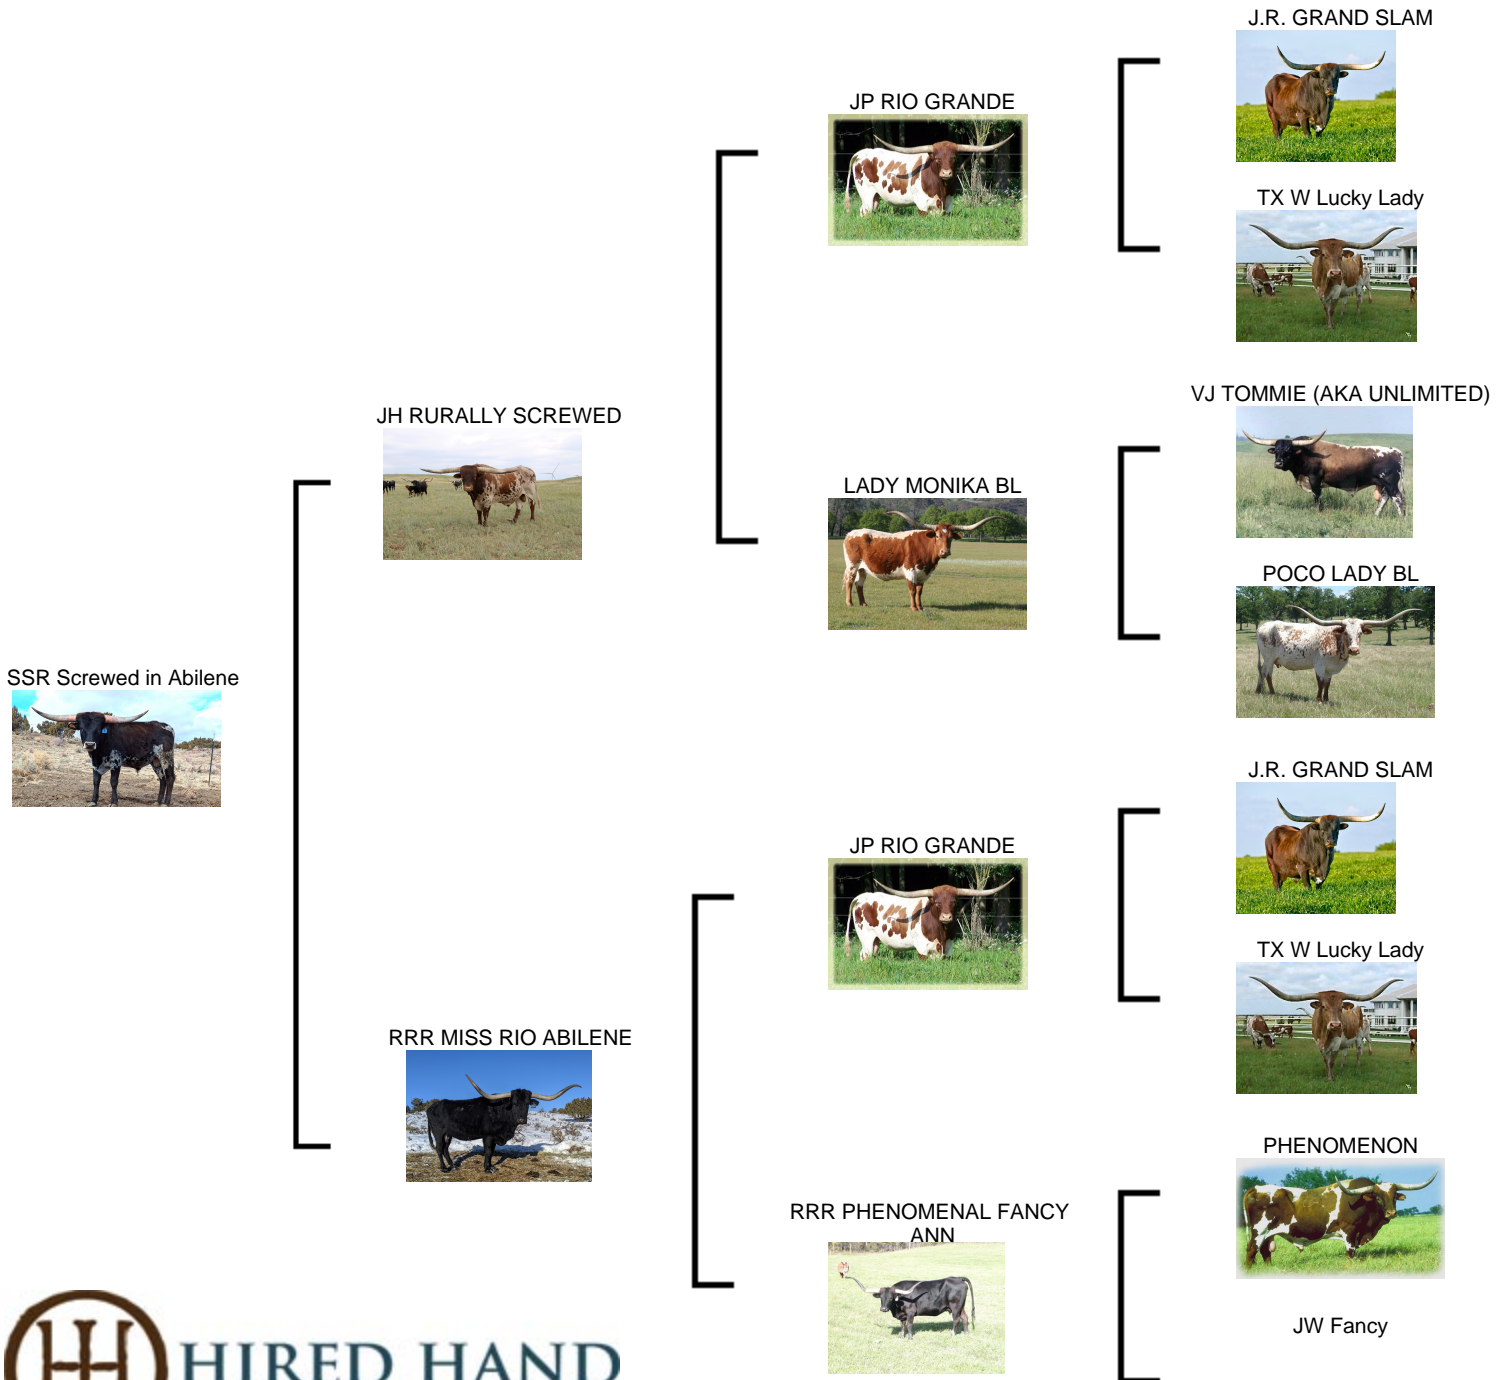 J.R. GRAND SLAM
JP RIO GRANDE
TX W Lucky Lady
VJ TOMMIE (AKA UNLIMITED)
JH RURALLY SCREWED
LADY MONIKA BL
POCO LADY BL
SSR Screwed in Abilene
J.R. GRAND SLAM
JP RIO GRANDE
TX W Lucky Lady
RRR MISS RIO ABILENE
PHENOMENON
RRR PHENOMENAL FANCY
ANN
JW Fancy
HIRED HAND